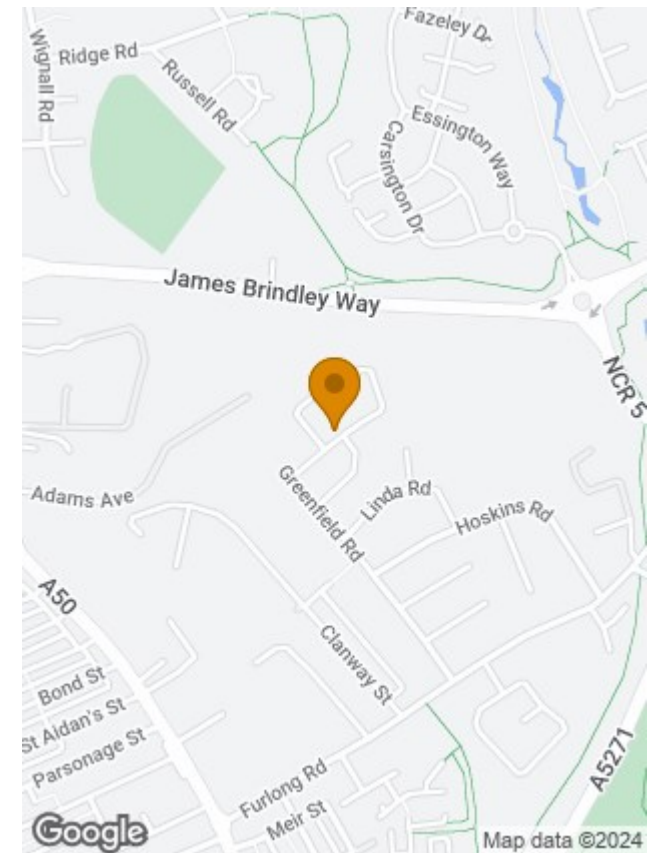 Fazeley Dr
Wignall Rd
Ridge Rd
Russell Rd
Essington Way
Carsington Dr
James Brindley Way
NCR 5
Greenfield Rd
Linda Rd
Adams Ave
Hoskins Rd
A50
Clanway St
Bond St
St Aidan's St
Parsonage St
Furlong Rd
Meir St
A5271
Google
Map data ©2024